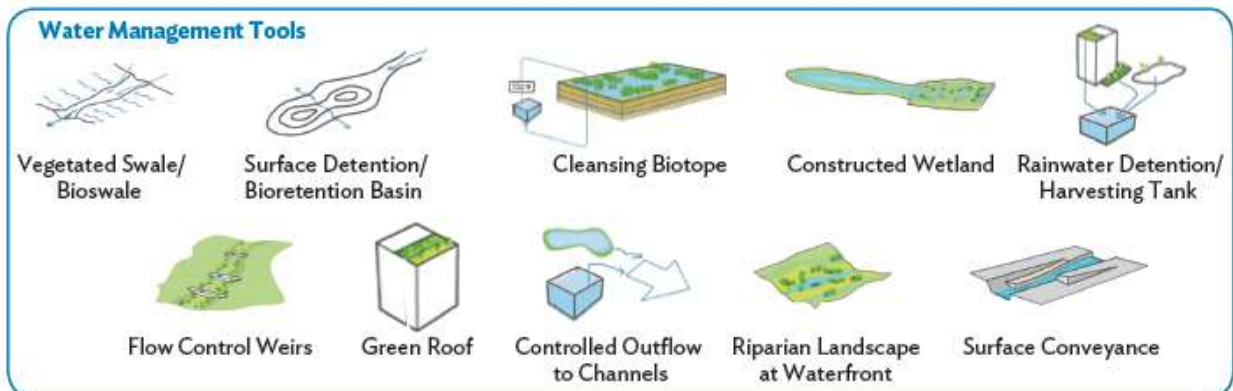 Water Management Tools
Vegetated Swale/
Bioswale
Surface Detention/
Bioretention Basin
Cleansing Biotope
Constructed Wetland
Rainwater Detention/
Harvesting Tank
Flow Control Weirs
Green Roof
Controlled Outflow
to Channels
Riparian Landscape
at Waterfront
Surface Conveyance